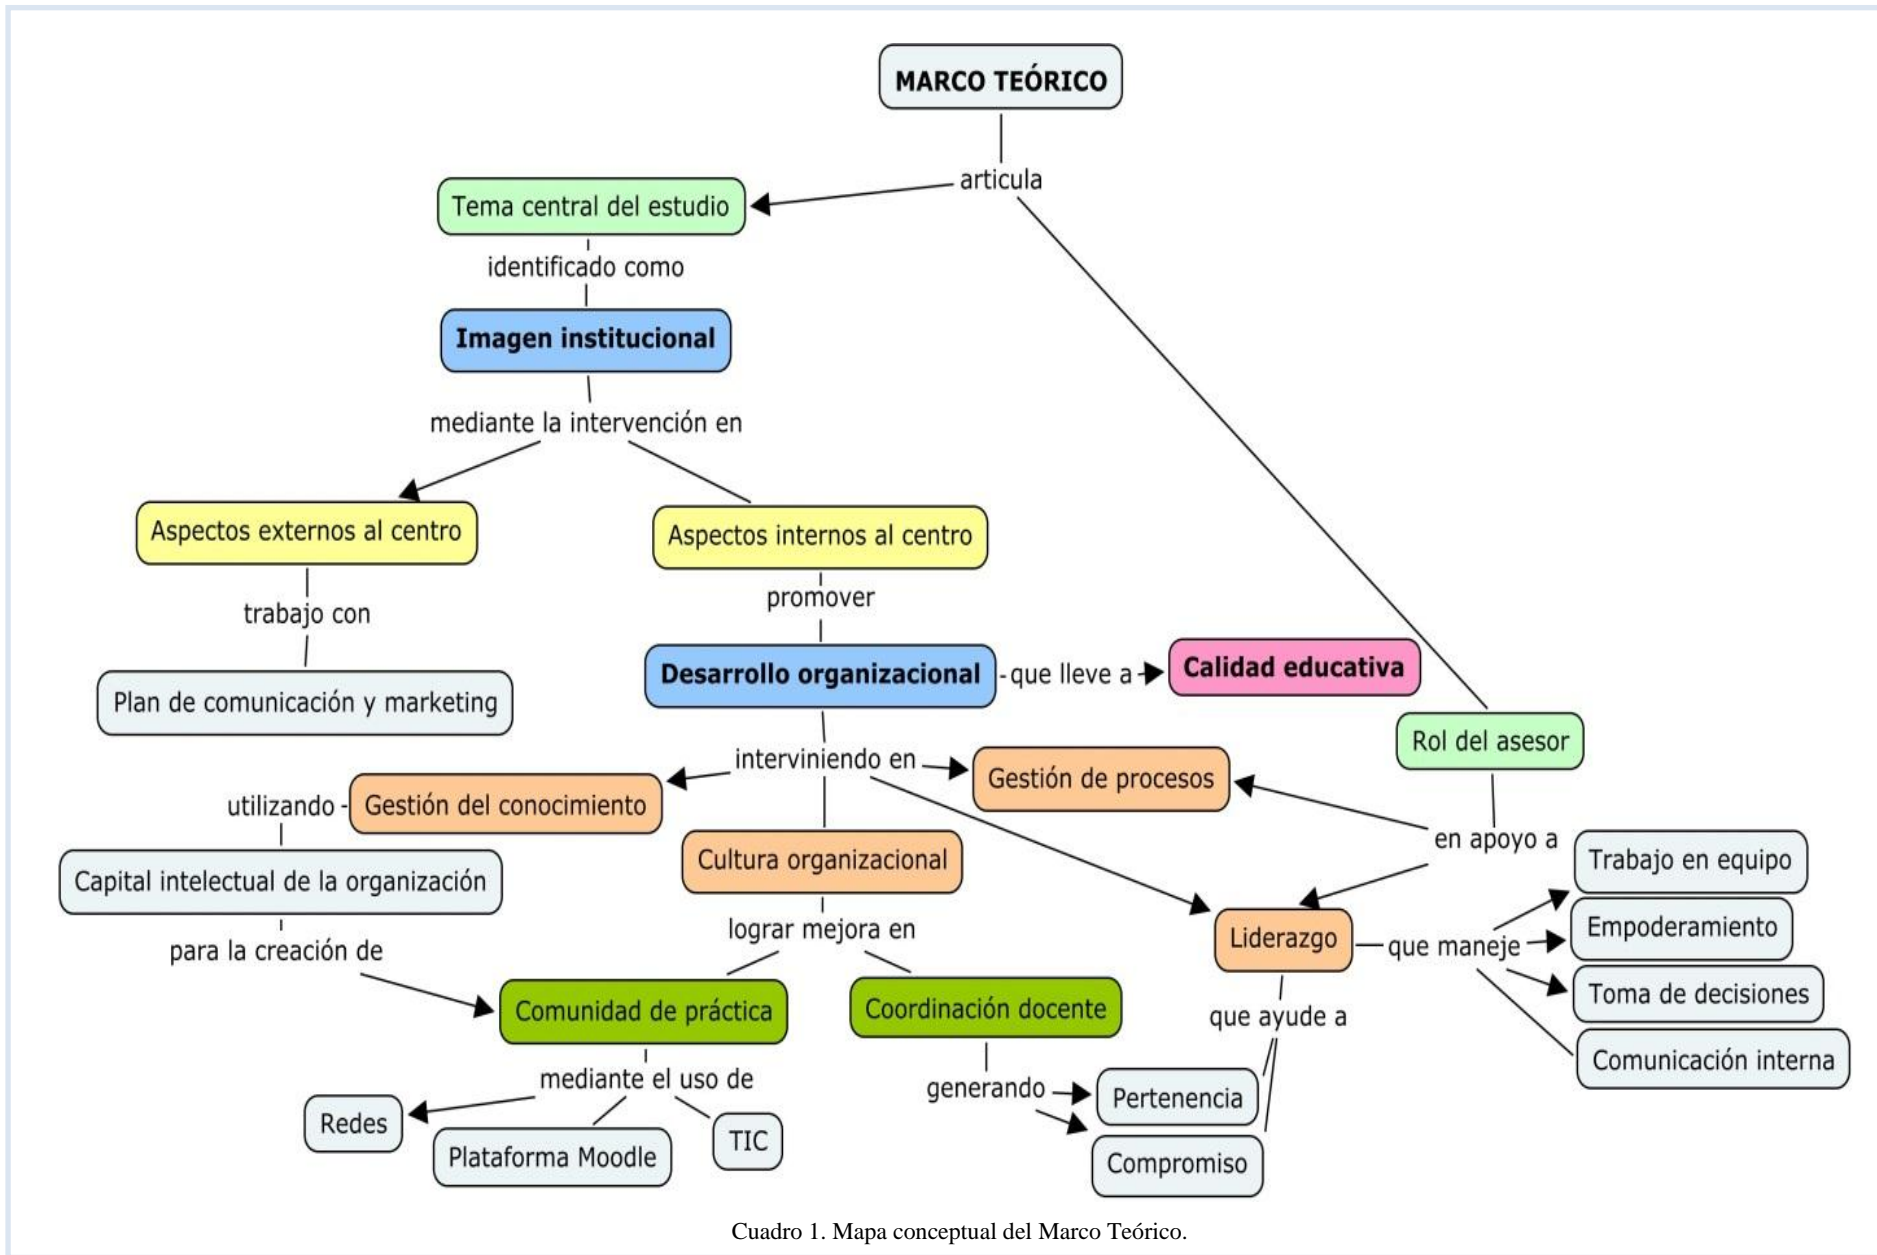 MARCO TEÓRICO
articula
Tema central del estudio
identificado como
Imagen institucional
mediante la intervención en
Aspectos externos al centro
Aspectos internos al centro
trabajo con
promover
Plan de comunicación y marketing
Desarrollo organizacional
que lleve a
Calidad educativa
Rol del asesor
interviniendo en
Gestión de procesos
utilizando
Gestión del conocimiento
en apoyo a
Capital intelectual de la organización
Cultura organizacional
Trabajo en equipo
Empoderamiento
para la creación de
lograr mejora en
Liderazgo
que maneje
Toma de decisiones
Comunidad de práctica
Coordinación docente
que ayude a
Comunicación interna
mediante el uso de
generando
Pertenencia
Redes
Plataforma Moodle
TIC
Compromiso
Cuadro 1. Mapa conceptual del Marco Teórico.